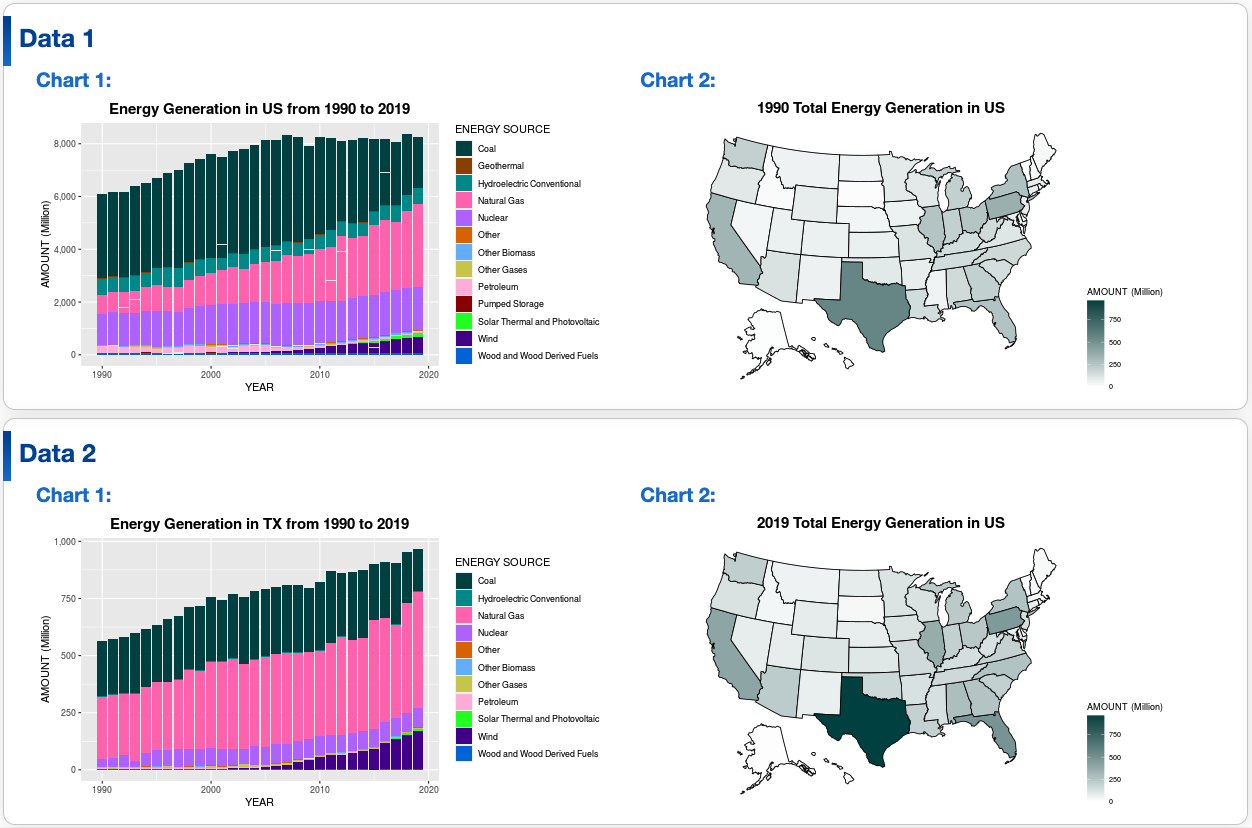 Data 1
Chart 1:
Energy Generation in US from 1990 to 2019
AMOUNT (Million)
8,000
6,000
4,000
2,000
0
1990
2000
2010
2020
YEAR
ENERGY SOURCE
Coal
Geothermal
Hydroelectric Conventional
Natural Gas
Nuclear
Other
Other Biomass
Other Gases
Petroleum
Pumped Storage
Solar Thermal and Photovoltaic
Wind
Wood and Wood Derived Fuels
Chart 2:
1990 Total Energy Generation in US
AMOUNT (Million)
750
500
250
0
Data 2
Chart 1:
Energy Generation in TX from 1990 to 2019
AMOUNT (Million)
1,000
750
500
250
0
1990
2000
2010
2020
YEAR
ENERGY SOURCE
Coal
Hydroelectric Conventional
Natural Gas
Nuclear
Other
Other Biomass
Other Gases
Petroleum
Solar Thermal and Photovoltaic
Wind
Wood and Wood Derived Fuels
Chart 2:
2019 Total Energy Generation in US
AMOUNT (Million)
750
500
250
0